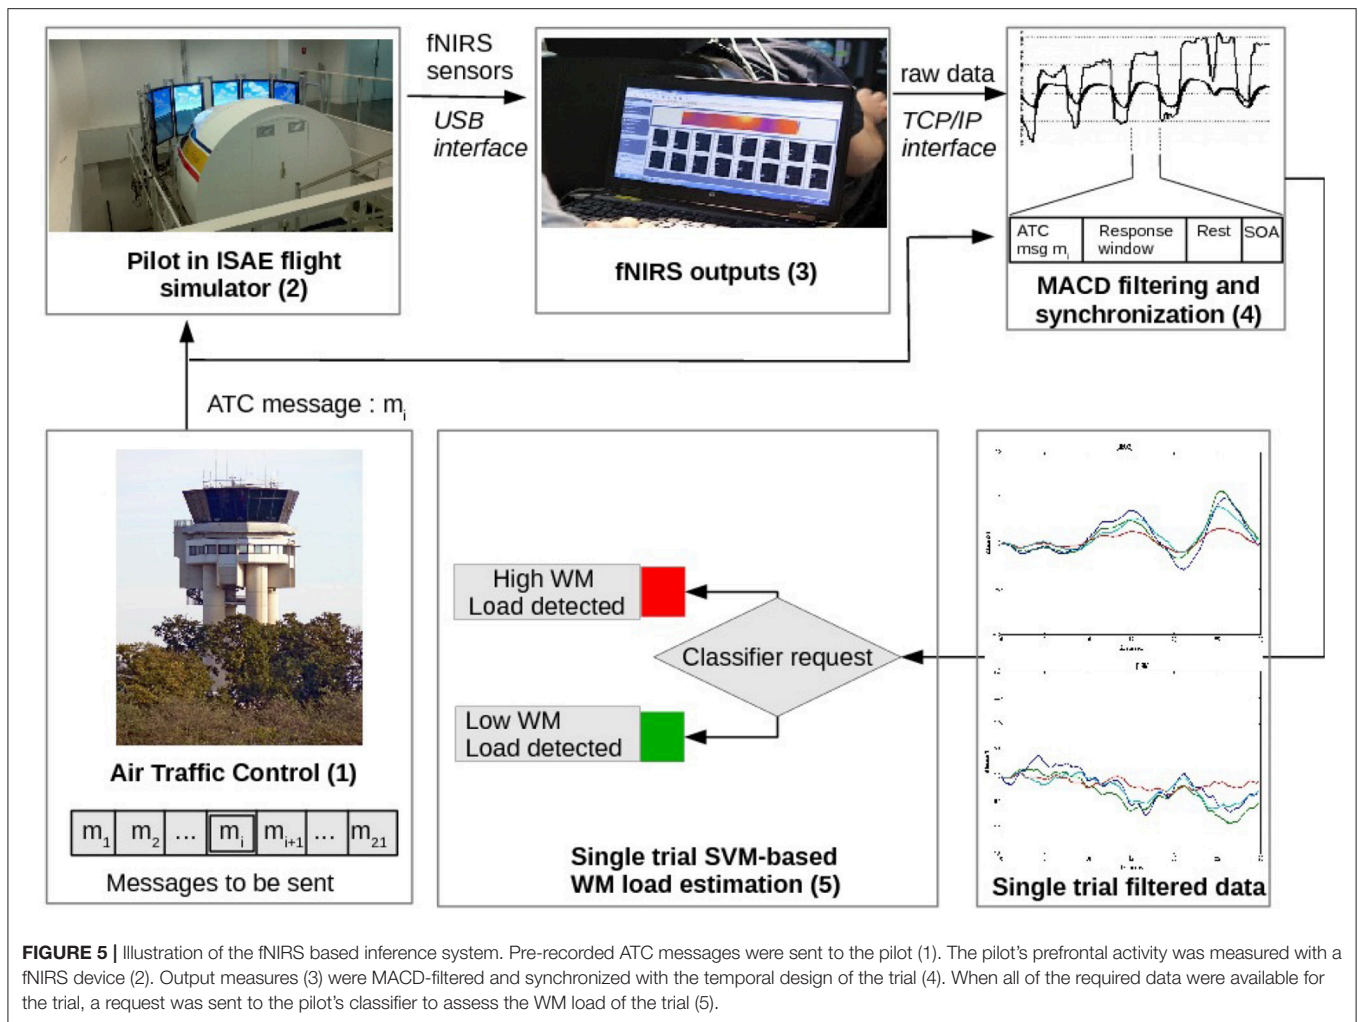 fNIRS
sensors
USB
interface
raw data
TCP/IP
interface
Pilot in ISAE flight
simulator (2)
fNIRS outputs (3)
ATC
msg mᵢ
Response
window
Rest
SOA
MACD filtering and
synchronization (4)
ATC message : mᵢ
High WM
Load detected
Classifier request
Low WM
Load detected
Air Traffic Control (1)
m₁ m₂ ... mᵢ mᵢ₊₁ ... m₂₁
Messages to be sent
Single trial SVM-based
WM load estimation (5)
Single trial filtered data
FIGURE 5 | Illustration of the fNIRS based inference system. Pre-recorded ATC messages were sent to the pilot (1). The pilot's prefrontal activity was measured with a
fNIRS device (2). Output measures (3) were MACD-filtered and synchronized with the temporal design of the trial (4). When all of the required data were available for
the trial, a request was sent to the pilot's classifier to assess the WM load of the trial (5).